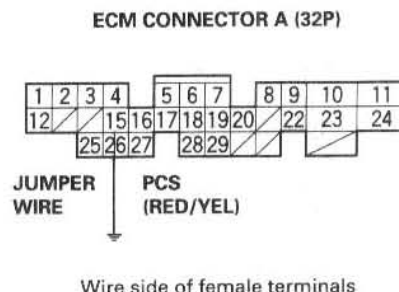 ECM CONNECTOR A (32P)
1 2 3 4 5 6 7 8 9 10 11
12 15 16 17 18 19 20 22 23 24
25 26 27 28 29
JUMPER WIRE
PCS (RED/YEL)
Wire side of female terminals